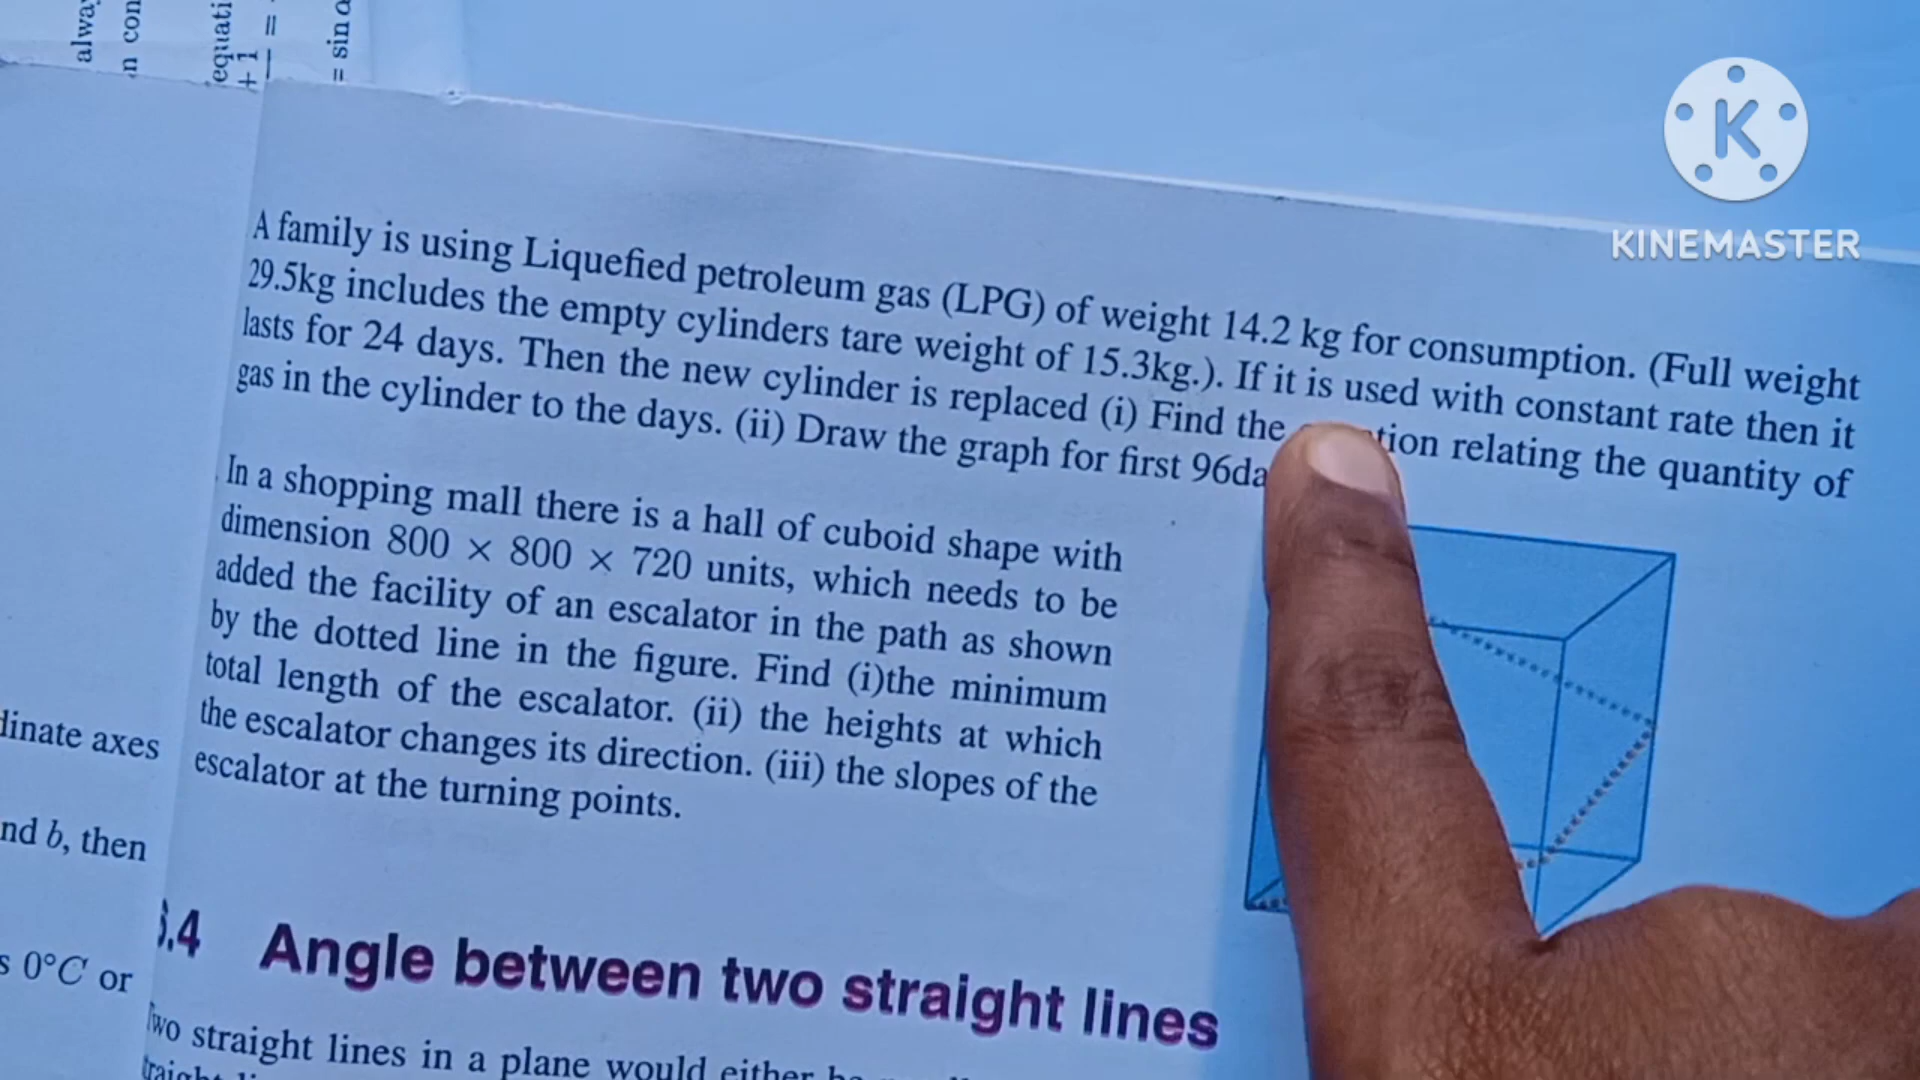 alway
n con
equati
+ 1
=
= sin α
KINEMASTER
A family is using Liquefied petroleum gas (LPG) of weight 14.2 kg for consumption. (Full weight
29.5kg includes the empty cylinders tare weight of 15.3kg.). If it is used with constant rate then it
lasts for 24 days. Then the new cylinder is replaced (i) Find the tion relating the quantity of
gas in the cylinder to the days. (ii) Draw the graph for first 96da
In a shopping mall there is a hall of cuboid shape with
dimension 800 × 800 × 720 units, which needs to be
added the facility of an escalator in the path as shown
by the dotted line in the figure. Find (i)the minimum
total length of the escalator. (ii) the heights at which
the escalator changes its direction. (iii) the slopes of the
escalator at the turning points.
dinate axes
nd b, then
s 0°C or
.4 Angle between two straight lines
Two straight lines in a plane would either